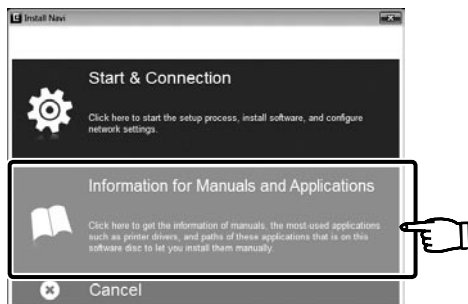 Install Navi
Start & Connection
Click here to start the setup process, install software, and configure
network settings.
Information for Manuals and Applications
Click here to get the information of manuals, the most-used applications
such as printer drivers, and paths of these applications that is on this
software disc to let you install them manually.
Cancel